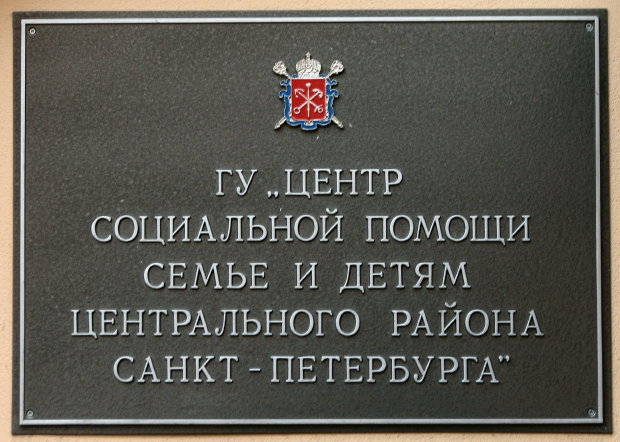 ГУ „ЦЕНТР
СОЦИАЛЬНОЙ ПОМОЩИ
СЕМЬЕ И ДЕТЯМ
ЦЕНТРАЛЬНОГО РАЙОНА
САНКТ - ПЕТЕРБУРГА"